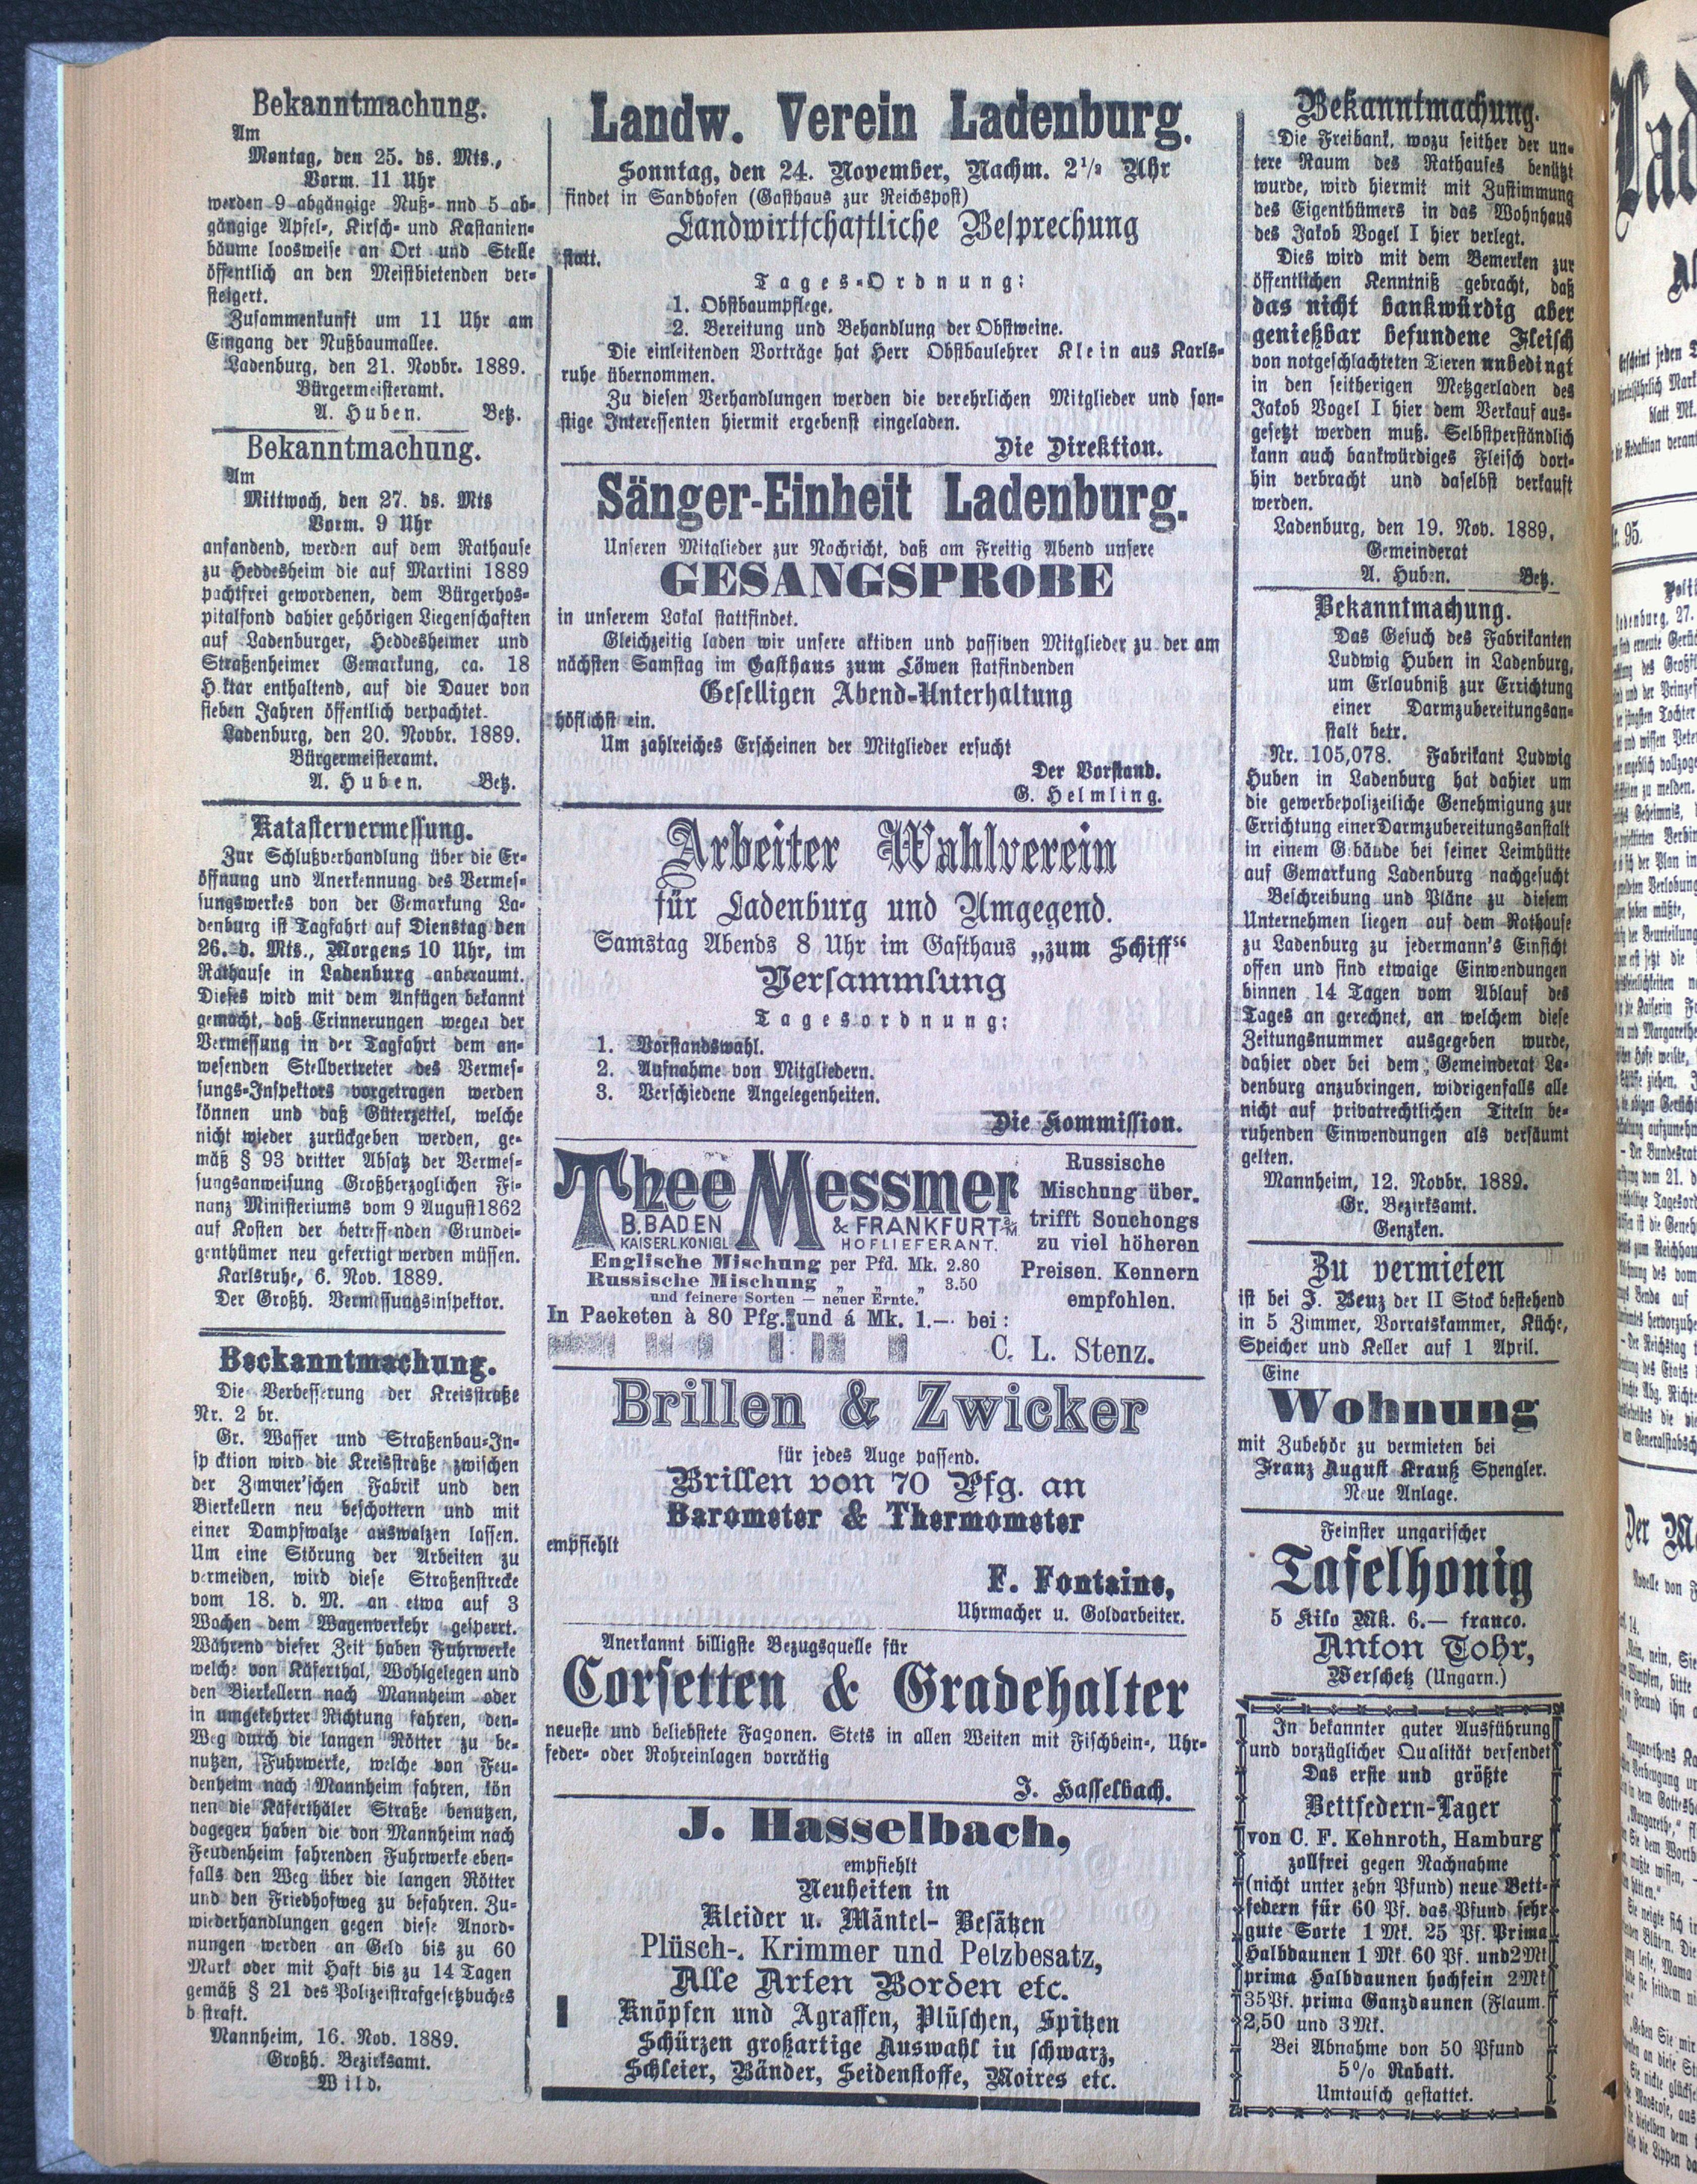 Bekanntmachung.
Am
Montag, den 25. ds. Mts.,
Vorm. 11 Uhr
werden 9 abgängige Nuß- nnd 5 ab-
gängige Apfel-, Kirsch- und Kastanien-
bäume loosweise an Ort und Stelle
öffentlich an den Meistbietenden ver-
steigert.
Zusammenkunft um 11 Uhr am
Eingang der Nußbaumallee.
Ladenburg, den 21. Novbr. 1889.
Bürgermeisteramt.
A. Huben. Betz.
Bekanntmachung.
Am
Mittwoch, den 27. ds. Mts
Vorm. 9 Uhr
anfandend, werden auf dem Rathause
zu Heddesheim die auf Martini 1889
pachtfrei gewordenen, dem Bürgerhos-
pitalfond dahier gehörigen Liegenschaften
auf Ladenburger, Heddesheimer und
Straßenheimer Gemarkung, ca. 18
H ktar enthaltend, auf die Dauer von
sieben Jahren öffentlich verpachtet.
Ladenburg, den 20. Novbr. 1889.
Bürgermeisteramt.
A. Huben. Betz.
Katastervermessung.
Zur Schlußverhandlung über die Er-
öffnung und Anerkennung des Vermes-
sungswerkes von der Gemarkung La-
denburg ist Tagfahrt auf Dienstag den
26. d. Mts., Morgens 10 Uhr, im
Rathause in Ladenburg anberaumt.
Dieses wird mit dem Anfügen bekannt
gemacht, daß Erinnerungen wegen der
Vermessung in der Tagfahrt dem an-
wesenden Stellvertreter des Vermes-
sungs-Inspektors vorgetragen werden
können und daß Güterzettel, welche
nicht wieder zurückgeben werden, ge-
mäß § 93 dritter Absatz der Vermes-
sungsanweisung Großherzoglichen Fi-
nanz Ministeriums vom 9 August 1862
auf Kosten der betreffenden Grundei-
genthümer neu gefertigt werden müssen.
Karlsruhe, 6. Nov. 1889.
Der Großh. Vermessungsinspektor.
Beckanntmachung.
Die Verbesserung der Kreisstraße
Nr. 2 br.
Gr. Wasser und Straßenbau-In-
sp ktion wird die Kreisstraße zwischen
der Zimmer'schen Fabrik und den
Bierkellern neu beschottern und mit
einer Dampfwalze auswalzen lassen.
Um eine Störung der Arbeiten zu
vermeiden, wird diese Straßenstrecke
vom 18. d. M. an etwa auf 3
Wochen dem Wagenverkehr gesperrt.
Während dieser Zeit haben Fuhrwerke
welche von Käferthal, Wohlgelegen und
den Bierkellern nach Mannheim oder
in umgekehrter Richtung fahren, den
Weg durch die langen Rötter zu be-
nutzen, Fuhrwerke, welche von Feu-
denheim nach Mannheim fahren, kön
nen die Käferthäler Straße benutzen,
dagegen haben die von Mannheim nach
Feudenheim fahrenden Fuhrwerke eben-
falls den Weg über die langen Rötter
und den Friedhofweg zu befahren. Zu-
wiederhandlungen gegen diese Anord-
nungen werden an Geld bis zu 60
Mark oder mit Haft bis zu 14 Tagen
gemäß § 21 des Polizeistrafgesetzbuches
b straft.
Mannheim, 16. Nov. 1889.
Großh. Bezirksamt.
Wild.
Landw. Verein Ladenburg.
Sonntag, den 24. November, Nachm. 2½ Uhr
findet in Sandhofen (Gasthaus zur Reichspost)
Landwirtschaftliche Besprechung
statt.
Tages-Ordnung:
1. Obstbaumpflege.
2. Bereitung und Behandlung der Obstweine.
Die einleitenden Vorträge hat Herr Obstbaulehrer Klein aus Karls-
ruhe übernommen.
Zu diesen Verhandlungen werden die verehrlichen Mitglieder und son-
stige Interessenten hiermit ergebenst eingeladen.
Die Direktion.
Sänger-Einheit Ladenburg.
Unseren Mitglieder zur Nachricht, daß am Freitig Abend unsere
GESANGSPROBE
in unserem Lokal stattfindet.
Gleichzeitig laden wir unsere aktiven und passiven Mitglieder zu der am
nächsten Samstag im Gasthaus zum Löwen statfindenden
Geselligen Abend-Unterhaltung
höflichst ein.
Um zahlreiches Erscheinen der Mitglieder ersucht
Der Vorstand.
G. Helmling.
Arbeiter Wahlverein
für Ladenburg und Umgegend.
Samstag Abends 8 Uhr im Gasthaus „zum Schiff“
Versammlung
Tagesordnung:
1. Vorstandswahl.
2. Aufnahme von Mitgliedern.
3. Verschiedene Angelegenheiten.
Die Kommission.
Thee Messmer
B. BADEN & FRANKFURT a/M.
KAISERL KONIGL HOFLIEFERANT.
Englische Mischung per Pfd. Mk. 2.80
Russische Mischung „ „ „ 3.50
und feinere Sorten — neuer Ernte.
In Packeten à 80 Pfg. und á Mk. 1.— bei:
Russische
Mischung über.
trifft Souchongs
zu viel höheren
Preisen. Kennern
empfohlen.
C. L. Stenz.
Brillen & Zwicker
für jedes Auge passend.
Brillen von 70 Pfg. an
Barometer & Thermometer
empfiehlt
F. Fontaine,
Uhrmacher u. Goldarbeiter.
Anerkannt billigste Bezugsquelle für
Corsetten & Gradehalter
neueste und beliebstete Façonen. Stets in allen Weiten mit Fischbein-, Uhr-
feder- oder Rohreinlagen vorrätig
J. Hasselbach.
J. Hasselbach,
empfiehlt
Neuheiten in
Kleider u. Mäntel- Besätzen
Plüsch-. Krimmer und Pelzbesatz,
Alle Arten Borden etc.
Knöpfen und Agraffen, Plüschen, Spitzen
Schürzen großartige Auswahl in schwarz,
Schleier, Bänder, Seidenstoffe, Moires etc.
Bekanntmachung.
Die Freibank, wozu seither der un-
tere Raum des Rathauses benützt
wurde, wird hiermit mit Zustimmung
des Eigenthümers in das Wohnhaus
des Jakob Vogel I hier verlegt.
Dies wird mit dem Bemerken zur
öffentlichen Kenntniß gebracht, daß
das nicht bankwürdig aber
genießbar befundene Fleisch
von notgeschlachteten Tieren unbedingt
in den seitherigen Metzgerladen des
Jakob Vogel I hier dem Verkauf aus-
gesetzt werden muß. Selbstverständlich
kann auch bankwürdiges Fleisch dort-
hin verbracht und daselbst verkauft
werden.
Ladenburg, den 19. Nov. 1889.
Gemeinderat
A. Huben. Betz.
Bekanntmachung.
Das Gesuch des Fabrikanten
Ludwig Huben in Ladenburg,
um Erlaubniß zur Errichtung
einer Darmzubereitungsan-
stalt betr.
Nr. 105,078. Fabrikant Ludwig
Huben in Ladenburg hat dahier um
die gewerbepolizeiliche Genehmigung zur
Errichtung einer Darmzubereitungsanstalt
in einem G bäude bei seiner Leimhütte
auf Gemarkung Ladenburg nachgesucht
Beschreibung und Pläne zu diesem
Unternehmen liegen auf dem Rathause
zu Ladenburg zu jedermann's Einsicht
offen und sind etwaige Einwendungen
binnen 14 Tagen vom Ablauf des
Tages an gerechnet, an welchem diese
Zeitungsnummer ausgegeben wurde,
dahier oder bei dem Gemeinderat La-
denburg anzubringen, widrigenfalls alle
nicht auf privatrechtlichen Titeln be-
ruhenden Einwendungen als versäumt
gelten.
Mannheim, 12. Novbr. 1889.
Gr. Bezirksamt.
Genzken.
Zu vermieten
ist bei J. Benz der II Stock bestehend
in 5 Zimmer, Vorratskammer, Küche,
Speicher und Keller auf 1 April.
Eine
Wohnung
mit Zubehör zu vermieten bei
Franz August Krauß Spengler.
Neue Anlage.
Feinster ungarischer
Tafelhonig
5 Kilo Mk. 6.— franco.
Anton Tohr,
Werschetz (Ungarn.)
In bekannter guter Ausführung
und vorzüglicher Qualität versendet
Das erste und größte
Bettfedern-Lager
von C. F. Kehnroth, Hamburg
zollfrei gegen Nachnahme
(nicht unter zehn Pfund) neue Bett-
federn für 60 Pf. das Pfund sehr
gute Sorte 1 Mk. 25 Pf. Prima
Halbdaunen 1 Mk 60 Pf. und 2 Mk
prima Halbdaunen hochfein 2 Mk
35 Pf. prima Ganzdaunen (Flaum.
2,50 und 3 Mk.
Bei Abnahme von 50 Pfund
5% Rabatt.
Umtausch gestattet.